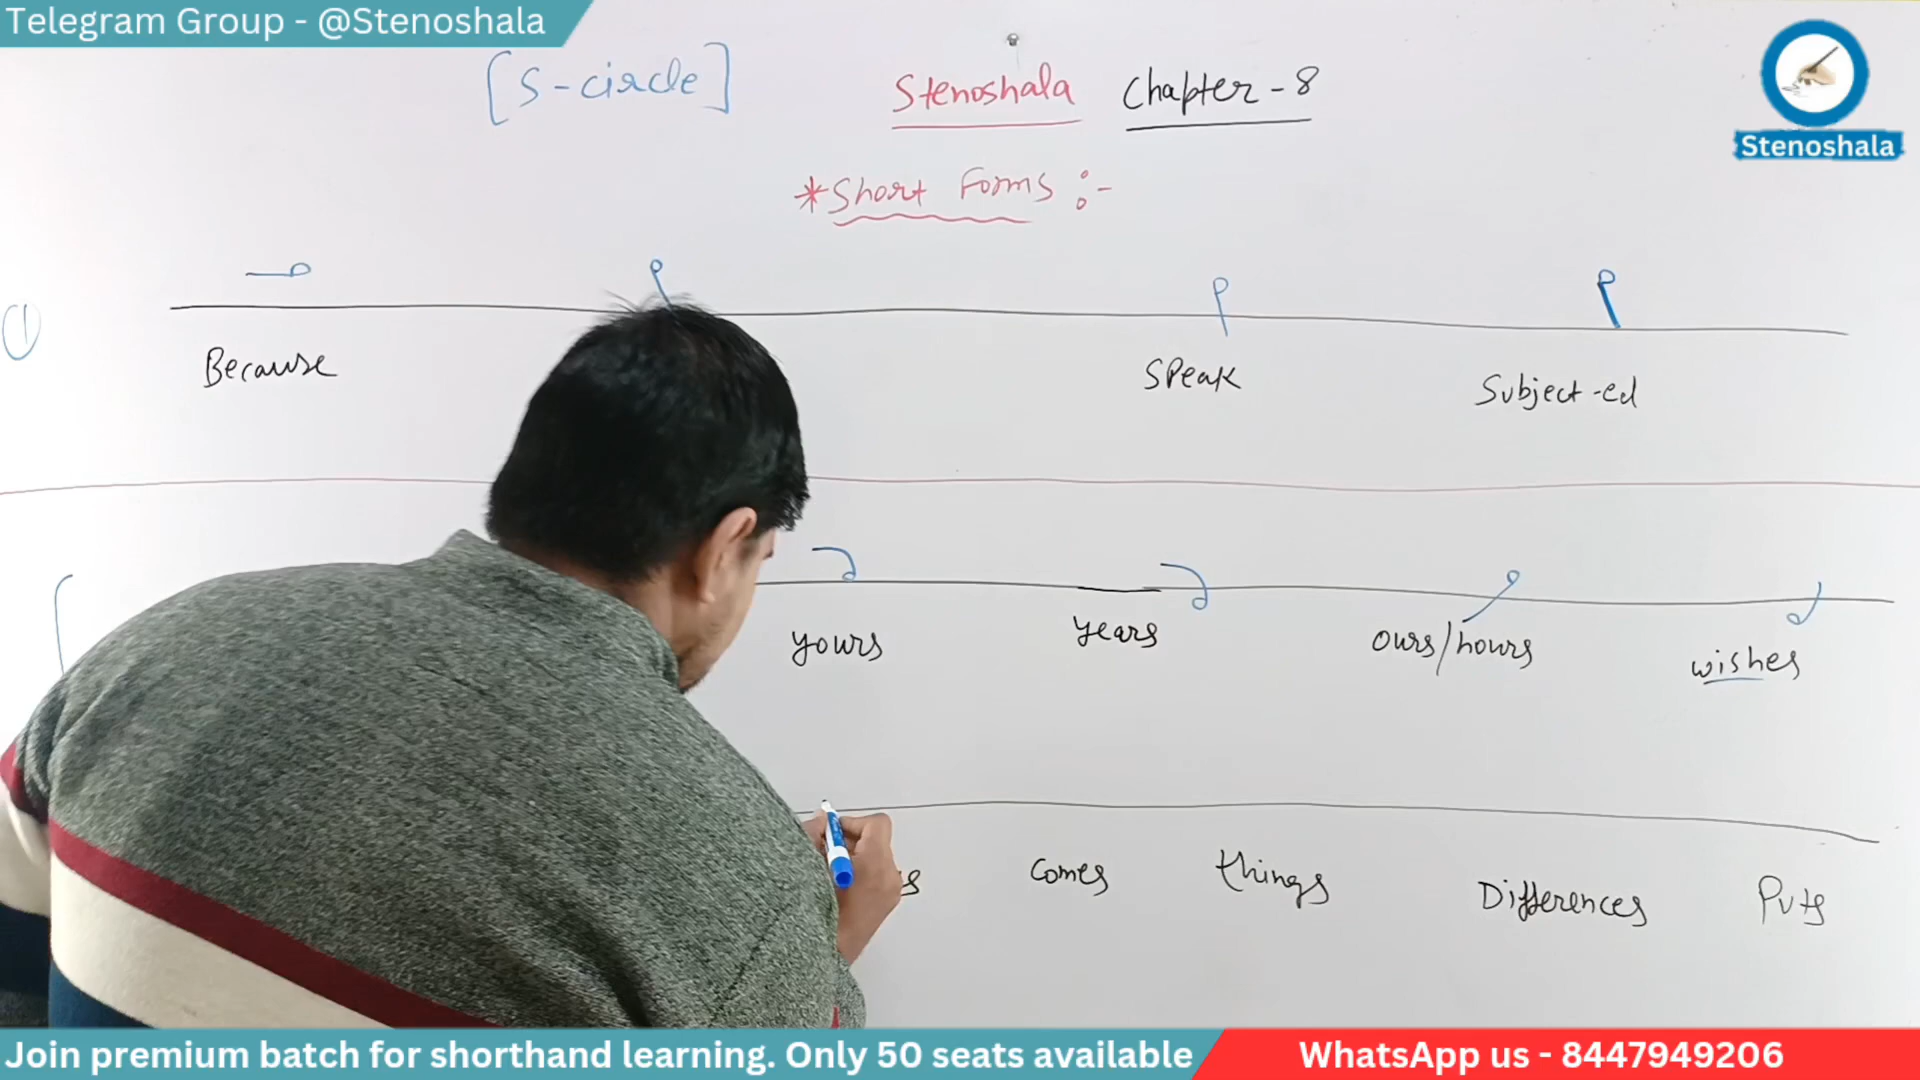 Telegram Group - @Stenoshala
[S-circle]
Stenoshala Chapter-8
Stenoshala
*Short Forms :-
①
Because
Speak
Subject-ed
yours
years
ours/hours
wishes
Comes
things
Differences
Puts
Join premium batch for shorthand learning. Only 50 seats available
WhatsApp us - 8447949206